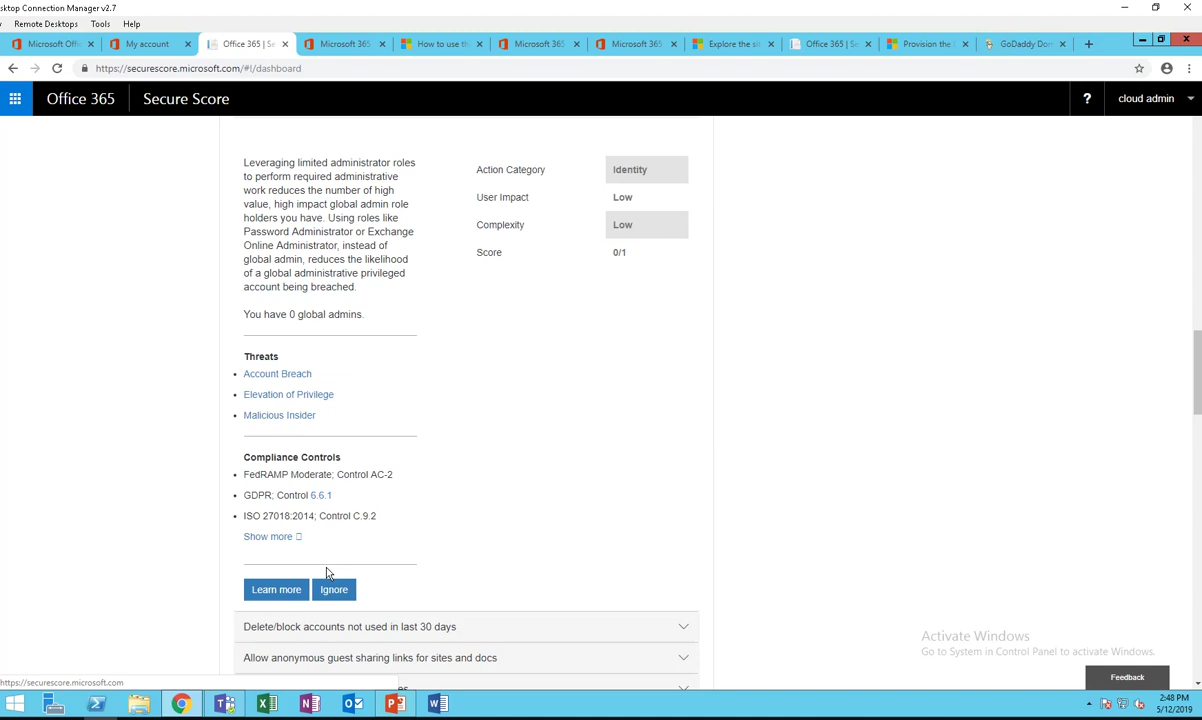 sktop Connection Manager v2.7
Remote Desktops Tools Help
Microsoft Offi
My account
Office 365 | Se
Microsoft 365
How to use th
Microsoft 365
Microsoft 365
Explore the si
Office 365 | Se
Provision the
GoDaddy Dom
https://securescore.microsoft.com/#!/dashboard
Office 365
Secure Score
?
cloud admin
Leveraging limited administrator roles
to perform required administrative
work reduces the number of high
value, high impact global admin role
holders you have. Using roles like
Password Administrator or Exchange
Online Administrator, instead of
global admin, reduces the likelihood
of a global administrative privileged
account being breached.
You have 0 global admins.
Action Category Identity
User Impact Low
Complexity Low
Score 0/1
Threats
Account Breach
Elevation of Privilege
Malicious Insider
Compliance Controls
FedRAMP Moderate; Control AC-2
GDPR; Control 6.6.1
ISO 27018:2014; Control C.9.2
Show more
Learn more Ignore
Delete/block accounts not used in last 30 days
Allow anonymous guest sharing links for sites and docs
Activate Windows
Go to System in Control Panel to activate Windows.
Feedback
https://securescore.microsoft.com
2:48 PM
5/12/2019